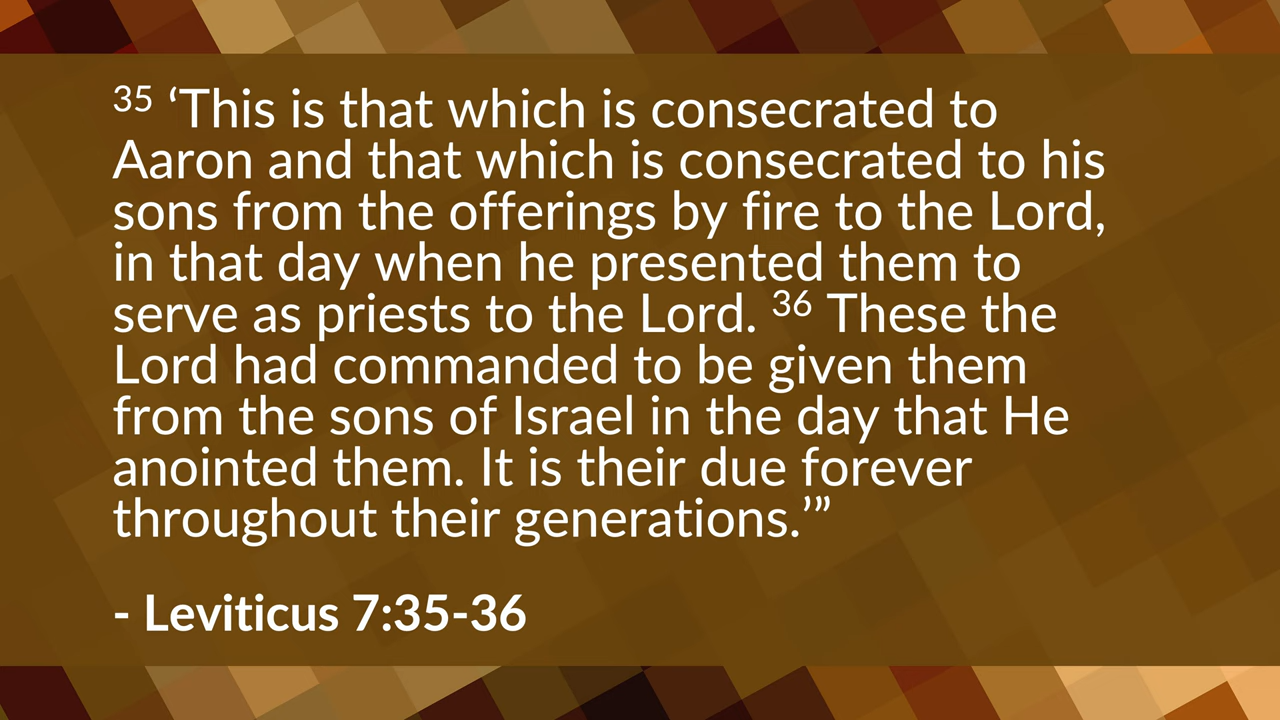 35 ‘This is that which is consecrated to
Aaron and that which is consecrated to his
sons from the offerings by fire to the Lord,
in that day when he presented them to
serve as priests to the Lord. 36 These the
Lord had commanded to be given them
from the sons of Israel in the day that He
anointed them. It is their due forever
throughout their generations.’”
- Leviticus 7:35-36